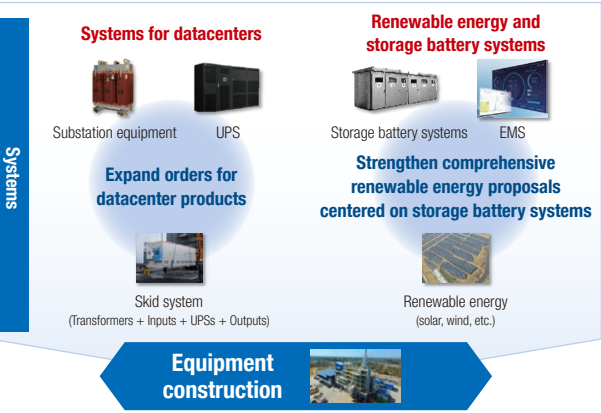 Systems
Systems for datacenters
Substation equipment
UPS
Expand orders for
datacenter products
Skid system
(Transformers + Inputs + UPSs + Outputs)
Renewable energy and
storage battery systems
Storage battery systems
EMS
Strengthen comprehensive
renewable energy proposals
centered on storage battery systems
Renewable energy
(solar, wind, etc.)
Equipment
construction